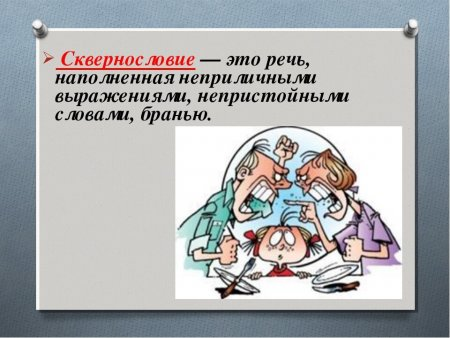 Сквернословие — это речь,
наполненная неприличными
выражениями, непристойными
словами, бранью.